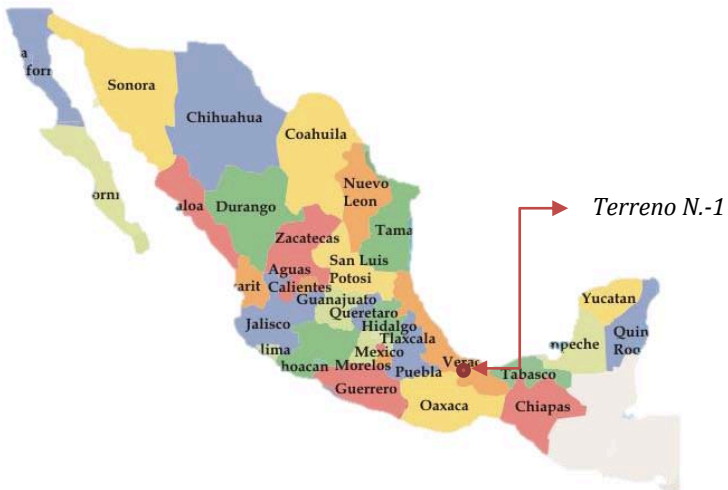 a
forn
Sonora
Chihuahua
Coahuila
orni
aloa
Durango
Nuevo
Leon
Tama
Zacatecas
San Luis
Potosi
Aguas
Calientes
arit
Guanajuato
Queretaro
Hidalgo
Tlaxcala
Jalisco
lima
hoacan
Mexico
Morelos
Puebla
Verac
Guerrero
Oaxaca
Tabasco
Chiapas
Yucatan
npeche
Quin
Roo
Terreno N.-1